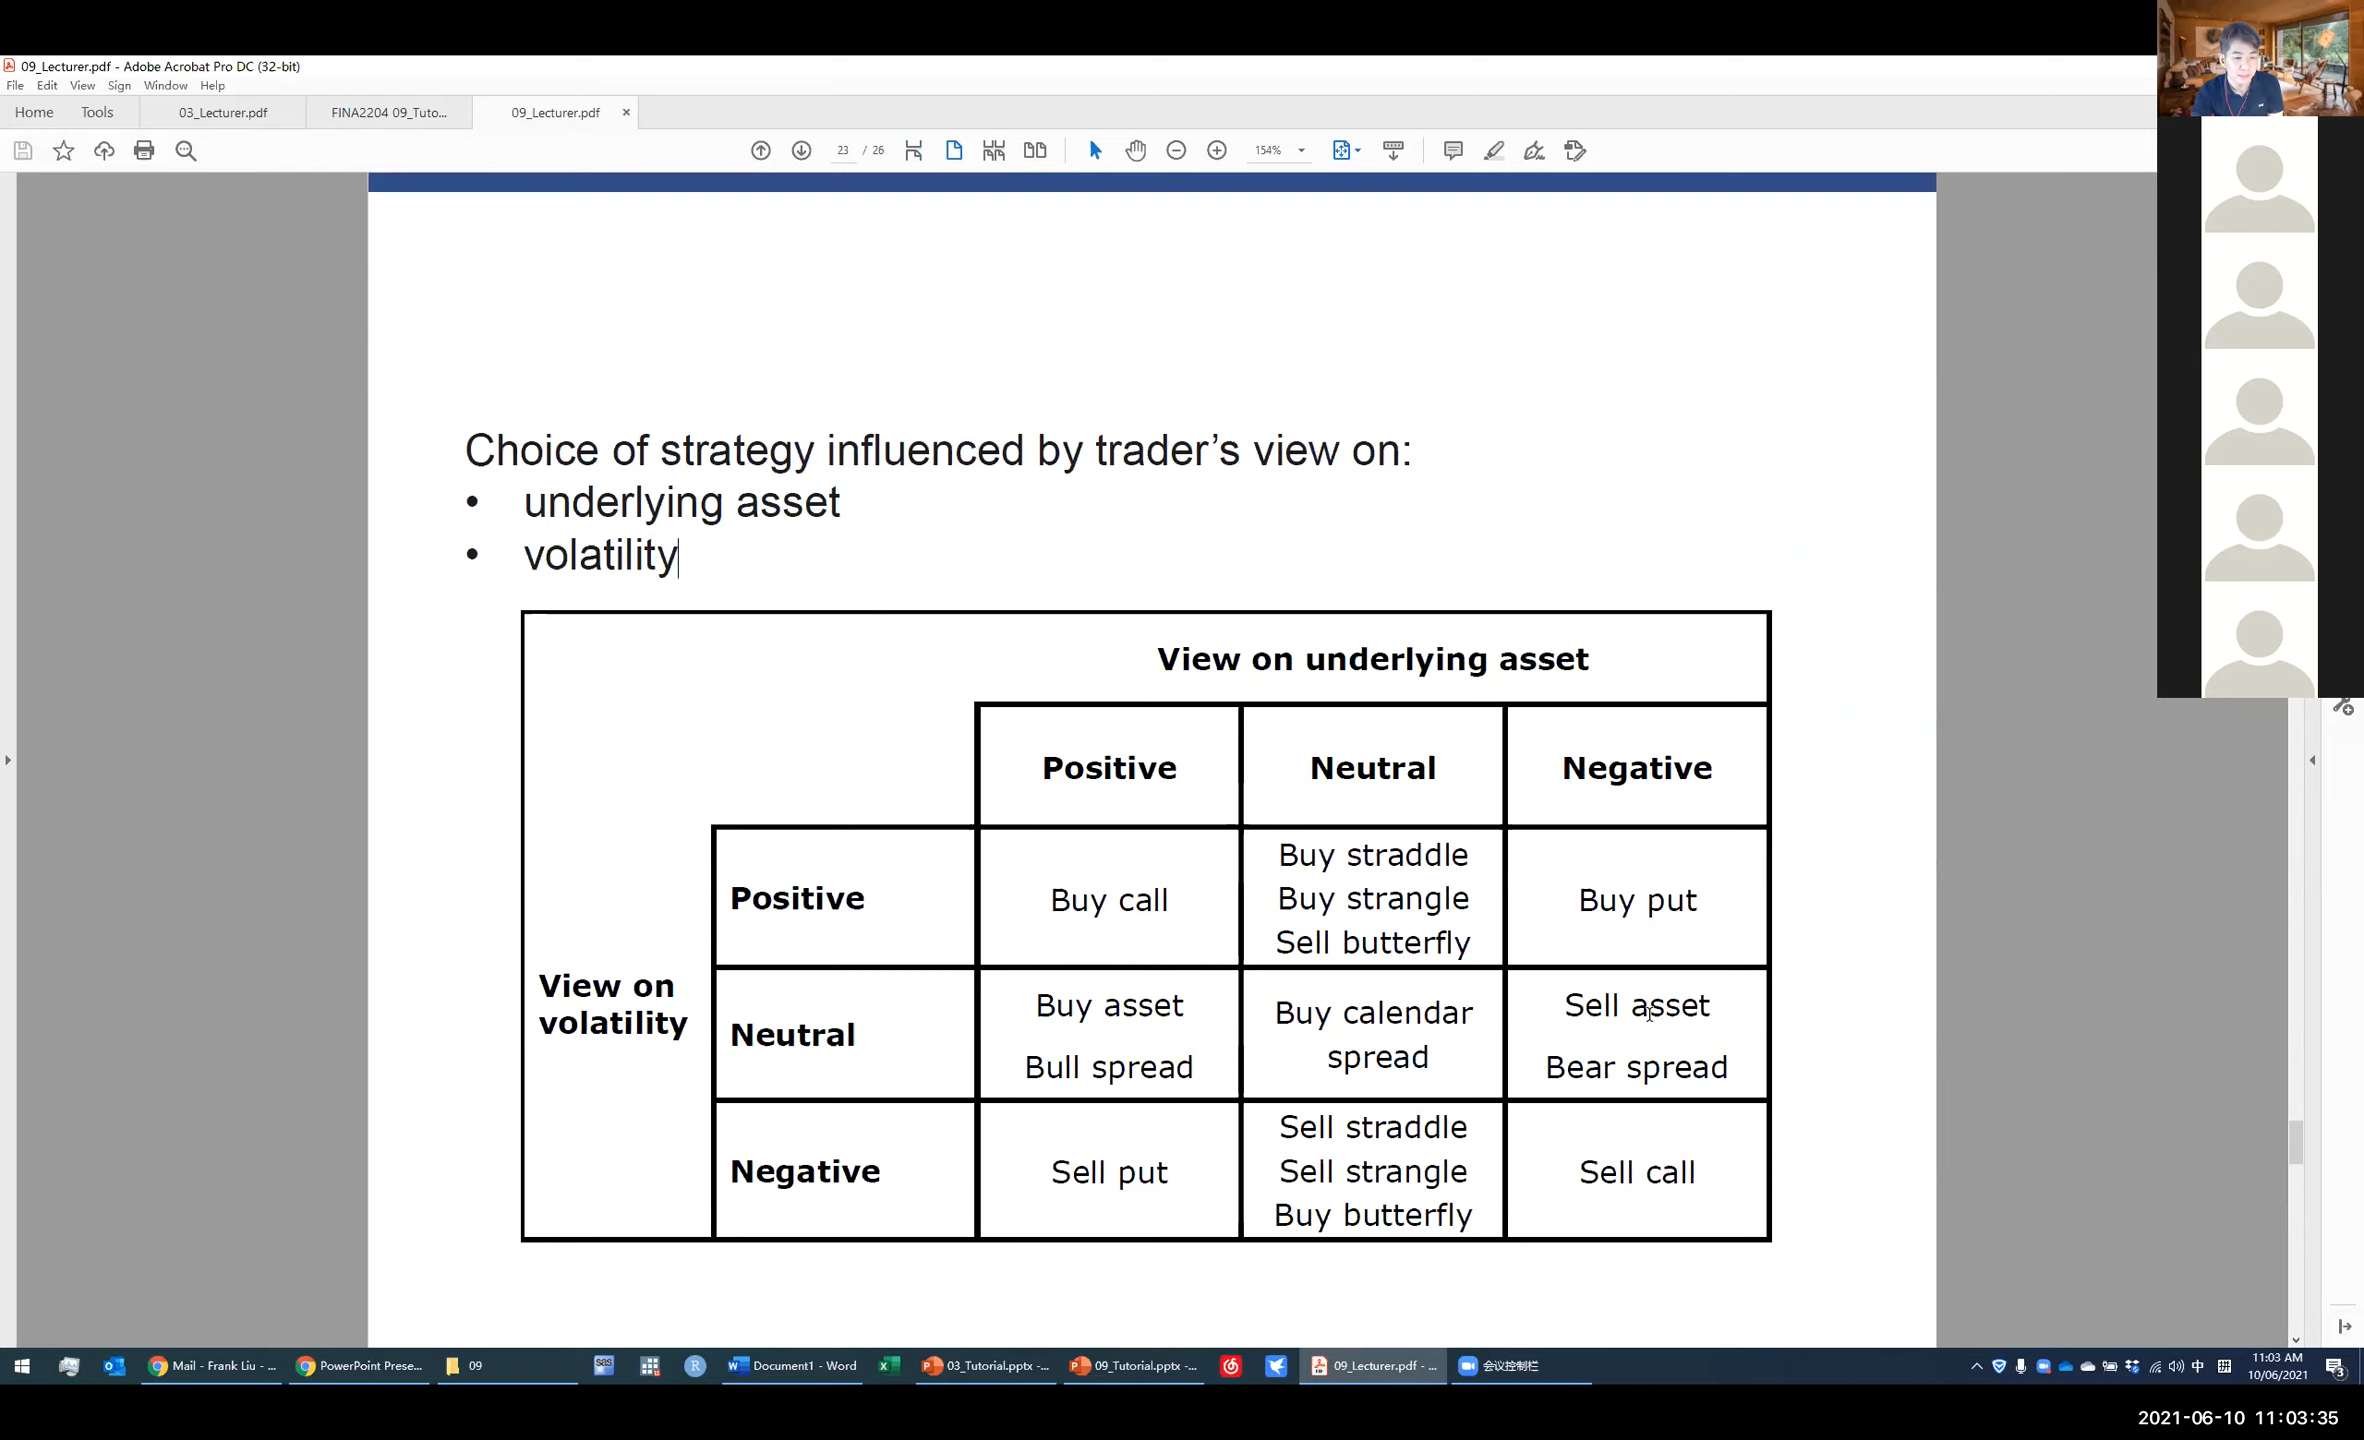 09_Lecturer.pdf - Adobe Acrobat Pro DC (32-bit)
File Edit View Sign Window Help
Home Tools 03_Lecturer.pdf FINA2204 09_Tuto... 09_Lecturer.pdf ×
23 / 26 154%
Choice of strategy influenced by trader’s view on:
• underlying asset
• volatility
View on underlying asset
Positive Neutral Negative
View on
volatility
Positive
Buy call
Buy straddle
Buy strangle
Sell butterfly
Buy put
Neutral
Buy asset
Bull spread
Buy calendar
spread
Sell asset
Bear spread
Negative
Sell put
Sell straddle
Sell strangle
Buy butterfly
Sell call
Mail - Frank Liu - ... PowerPoint Prese... 09 sas R Document1 - Word 03_Tutorial.pptx -... 09_Tutorial.pptx -... 09_Lecturer.pdf - ... 会议控制栏 中 拼 11:03 AM
10/06/2021 3
2021-06-10 11:03:35